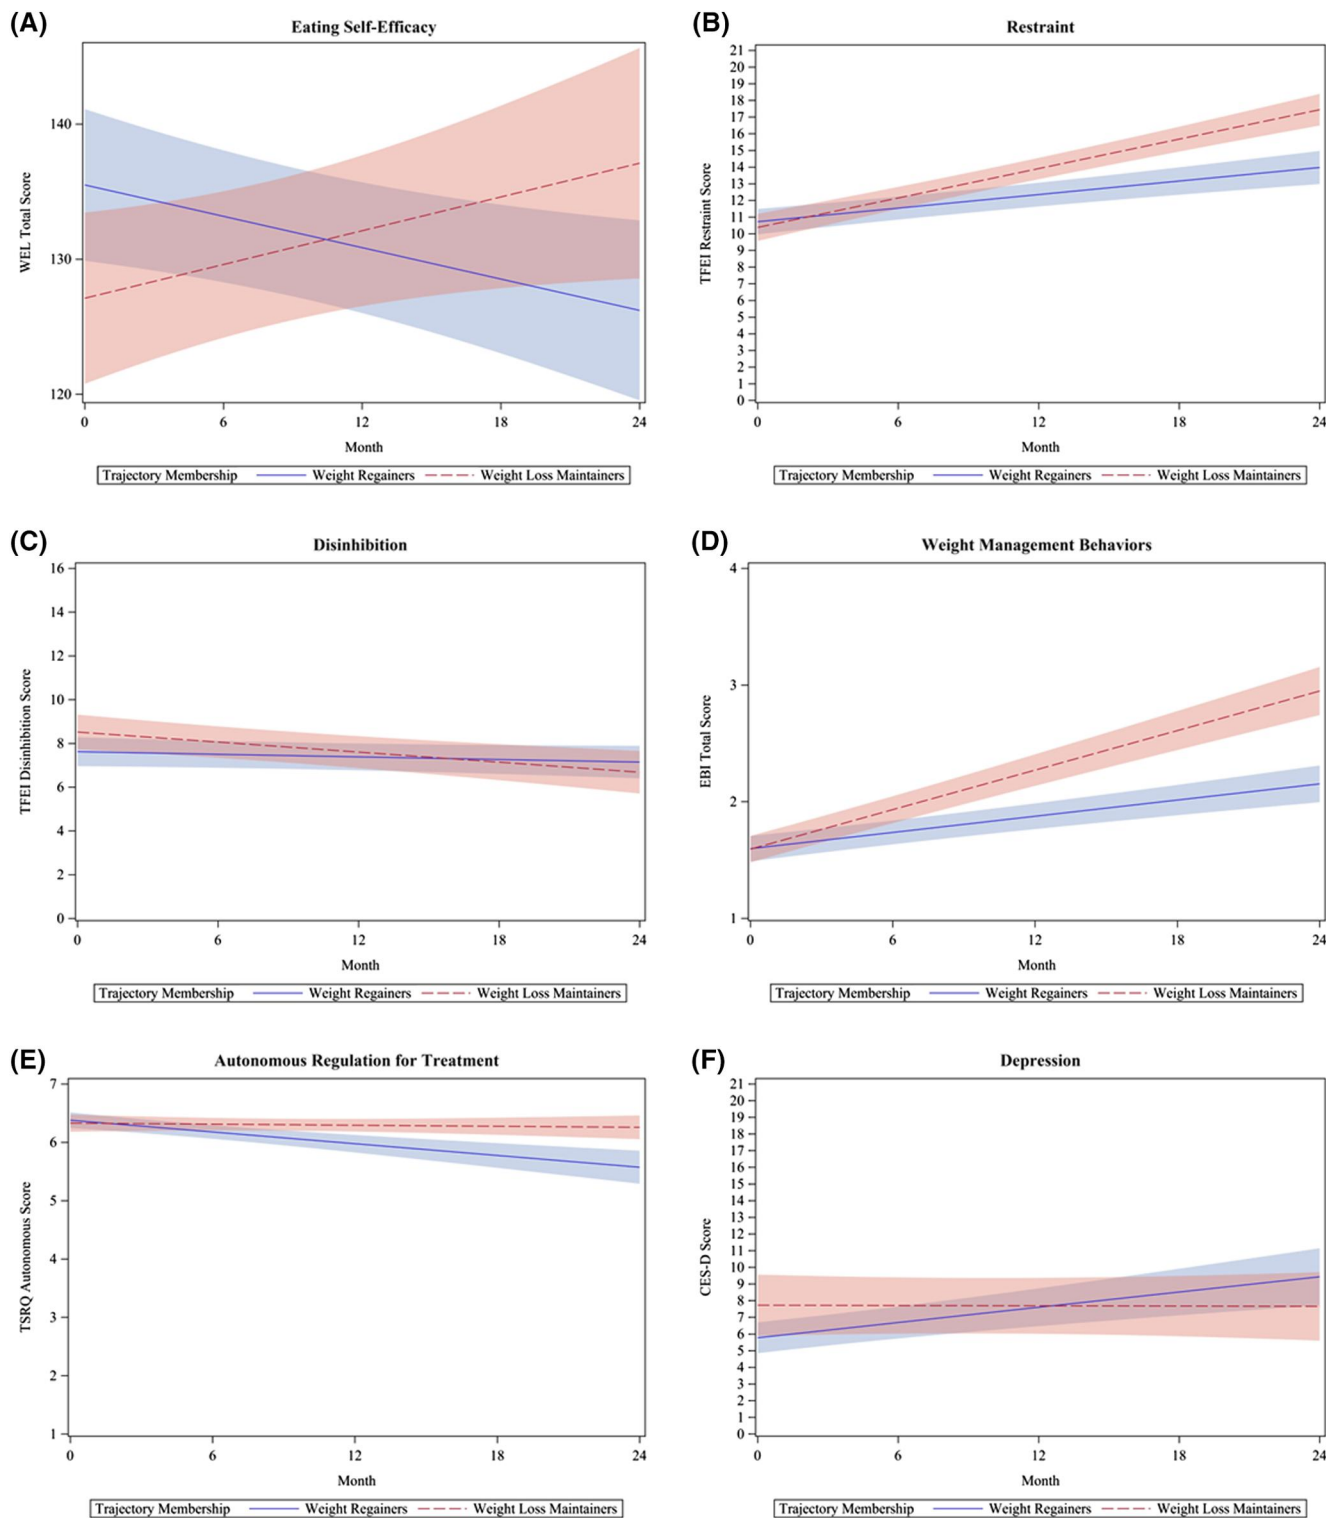 (A)
Eating Self-Efficacy
WEL Total Score
140
130
120
0 6 12 18 24
Month
Trajectory Membership Weight Regainers Weight Loss Maintainers
(B)
Restraint
TFEI Restraint Score
21
20
19
18
17
16
15
14
13
12
11
10
9
8
7
6
5
4
3
2
1
0
0 6 12 18 24
Month
Trajectory Membership Weight Regainers Weight Loss Maintainers
(C)
Disinhibition
TFEI Disinhibition Score
16
14
12
10
8
6
4
2
0
0 6 12 18 24
Month
Trajectory Membership Weight Regainers Weight Loss Maintainers
(D)
Weight Management Behaviors
EBI Total Score
4
3
2
1
0 6 12 18 24
Month
Trajectory Membership Weight Regainers Weight Loss Maintainers
(E)
Autonomous Regulation for Treatment
TSRQ Autonomous Score
7
6
5
4
3
2
1
0 6 12 18 24
Month
Trajectory Membership Weight Regainers Weight Loss Maintainers
(F)
Depression
CES-D Score
21
20
19
18
17
16
15
14
13
12
11
10
9
8
7
6
5
4
3
2
1
0
0 6 12 18 24
Month
Trajectory Membership Weight Regainers Weight Loss Maintainers